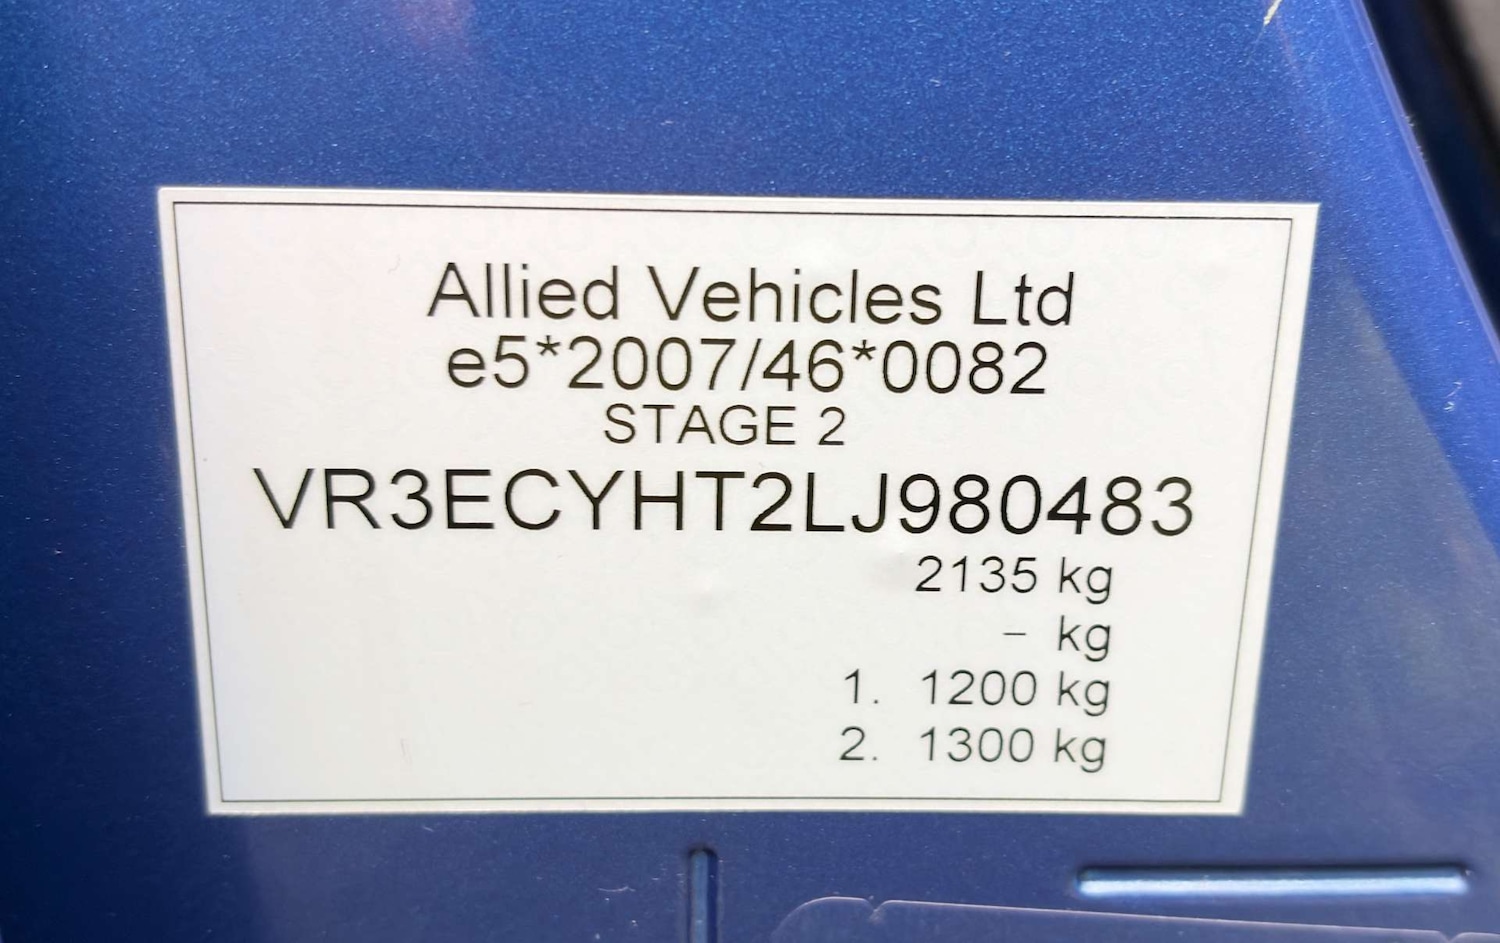 Allied Vehicles Ltd
e5*2007/46*0082
STAGE 2
VR3ECYHT2LJ980483
2135 kg
– kg
1. 1200 kg
2. 1300 kg